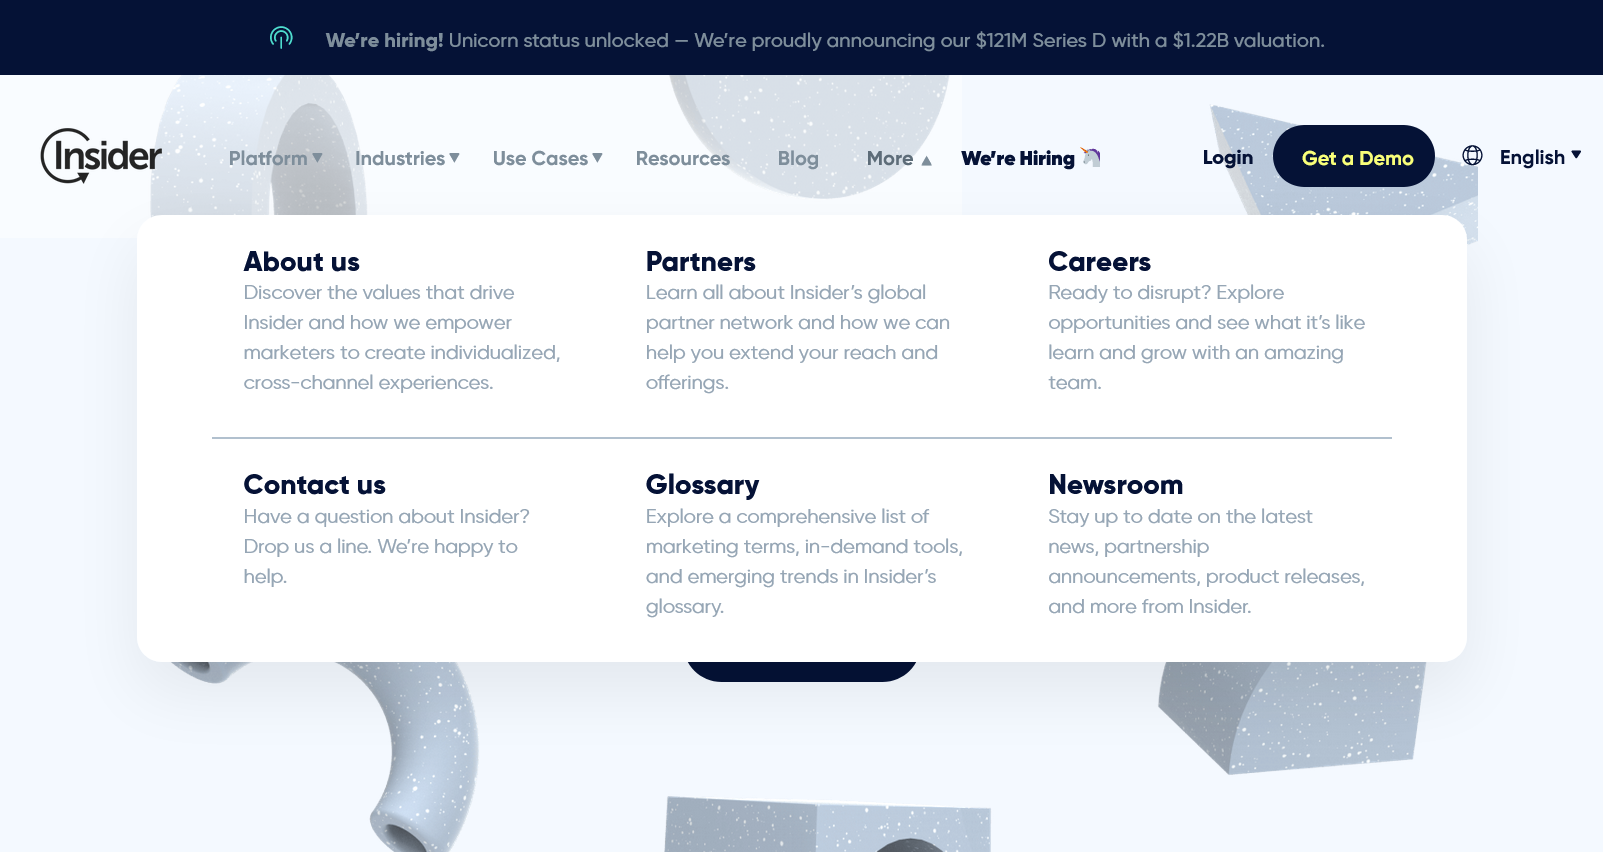 We're hiring! Unicorn status unlocked — We're proudly announcing our $121M Series D with a $1.22B valuation.
Insider
Platform ▼ Industries ▼ Use Cases ▼ Resources Blog More ▲ We're Hiring 🦄 Login Get a Demo English ▼
About us
Discover the values that drive
Insider and how we empower
marketers to create individualized,
cross-channel experiences.
Partners
Learn all about Insider's global
partner network and how we can
help you extend your reach and
offerings.
Careers
Ready to disrupt? Explore
opportunities and see what it's like
learn and grow with an amazing
team.
Contact us
Have a question about Insider?
Drop us a line. We're happy to
help.
Glossary
Explore a comprehensive list of
marketing terms, in-demand tools,
and emerging trends in Insider's
glossary.
Newsroom
Stay up to date on the latest
news, partnership
announcements, product releases,
and more from Insider.